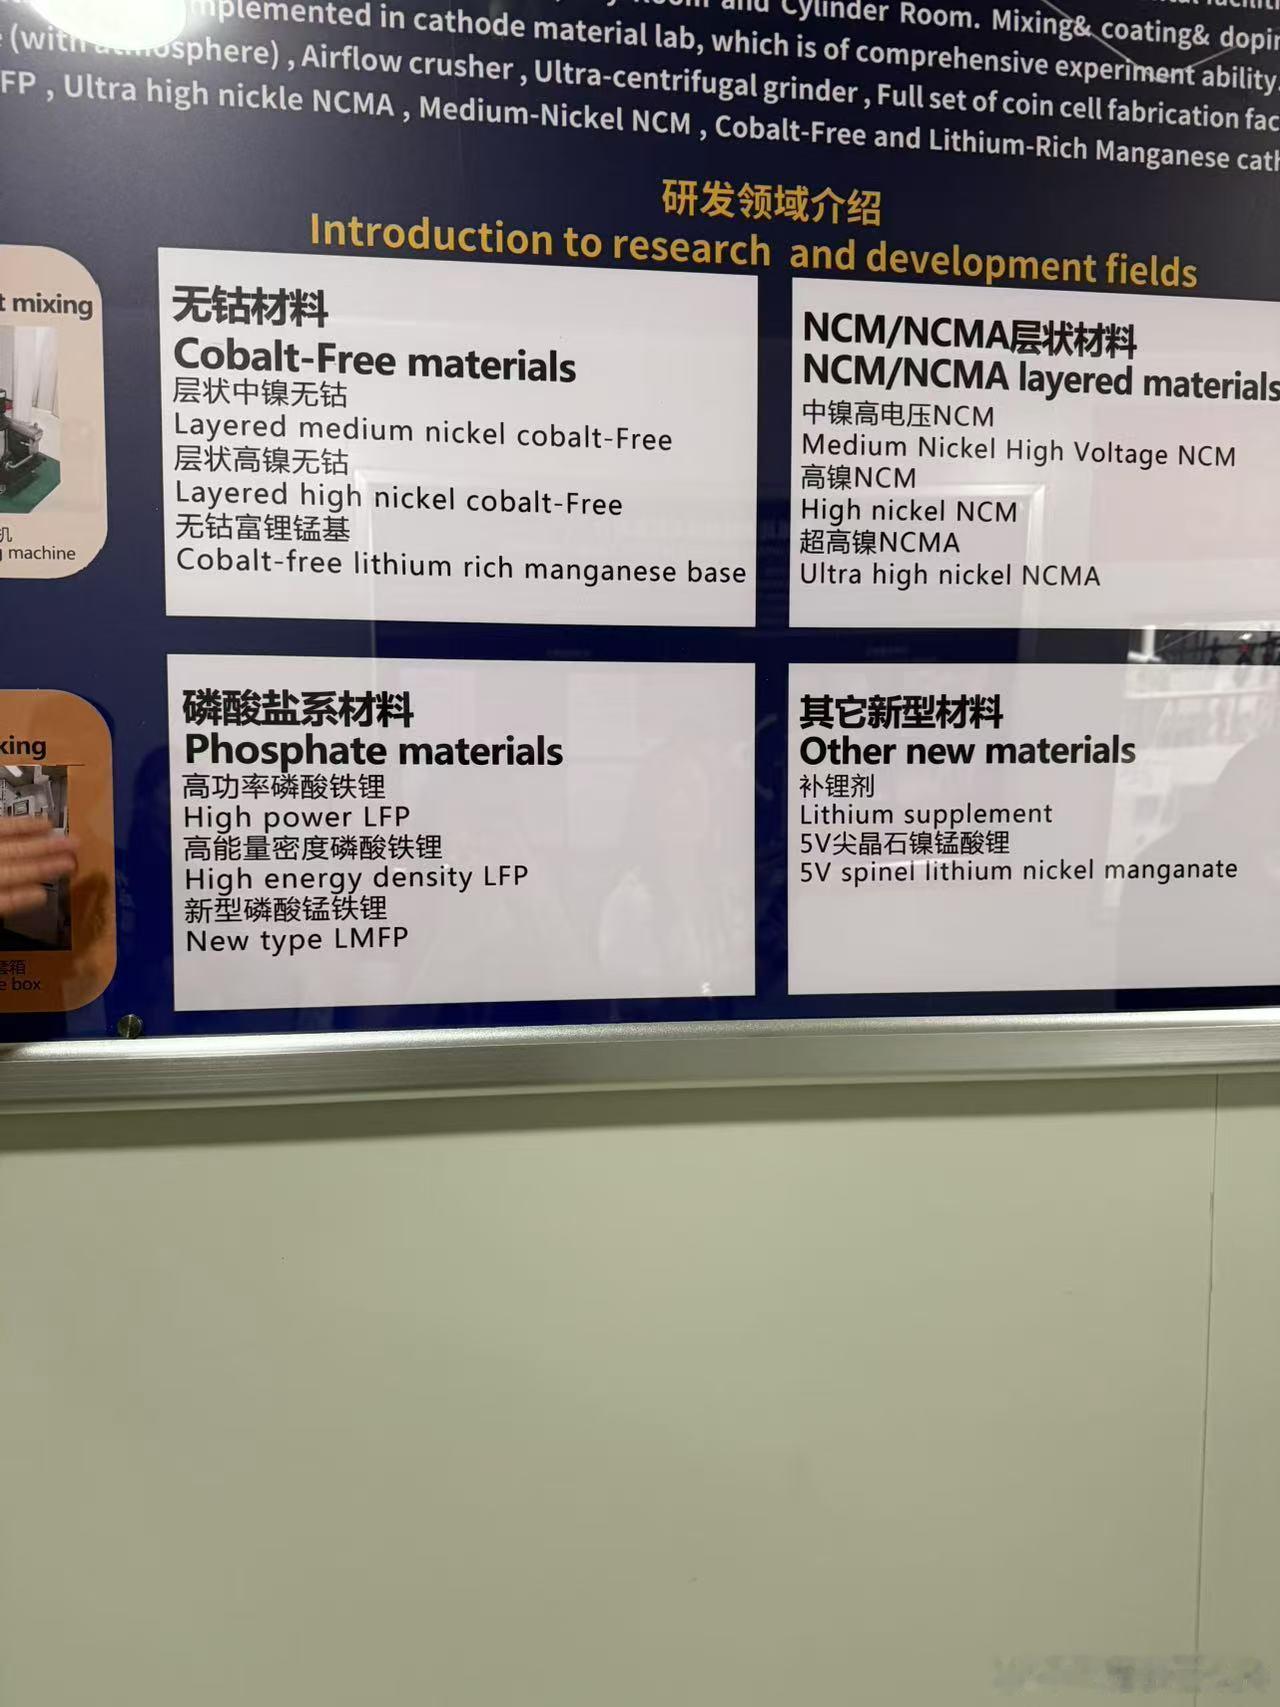 and Cylinder Room. Mixing& coating& dopin
mplemented in cathode material lab, which is of comprehensive experiment ability.
(with atmosphere) , Airflow crusher , Ultra-centrifugal grinder , Full set of coin cell fabrication fac
FP , Ultra high nickle NCMA , Medium-Nickel NCM , Cobalt-Free and Lithium-Rich Manganese cath
研发领域介绍
Introduction to research and development fields
t mixing
机
machine
无钴材料
Cobalt-Free materials
层状中镍无钴
Layered medium nickel cobalt-Free
层状高镍无钴
Layered high nickel cobalt-Free
无钴富锂锰基
Cobalt-free lithium rich manganese base
NCM/NCMA层状材料
NCM/NCMA layered materials
中镍高电压NCM
Medium Nickel High Voltage NCM
高镍NCM
High nickel NCM
超高镍NCMA
Ultra high nickel NCMA
king
套箱
e box
磷酸盐系材料
Phosphate materials
高功率磷酸铁锂
High power LFP
高能量密度磷酸铁锂
High energy density LFP
新型磷酸锰铁锂
New type LMFP
其它新型材料
Other new materials
补锂剂
Lithium supplement
5V尖晶石镍锰酸锂
5V spinel lithium nickel manganate